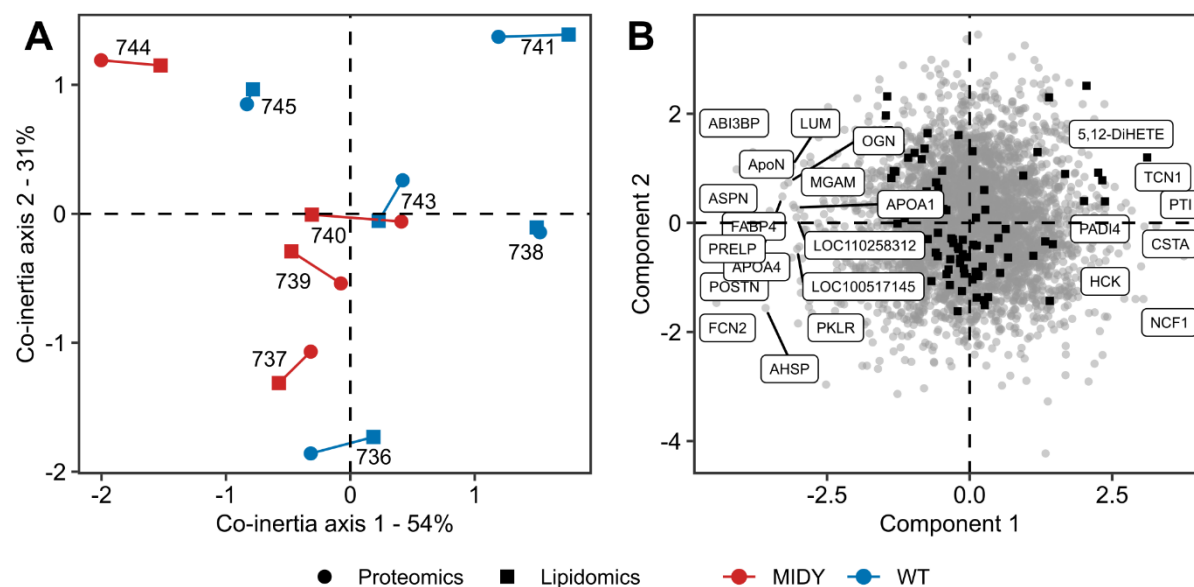 A
744
741
745
743
740
738
739
737
736
1
0
-1
-2
-2
-1
0
1
Co-inertia axis 2 - 31%
Co-inertia axis 1 - 54%
B
ABI3BP
LUM
5,12-DiHETE
OGN
ApoN
TCN1
MGAM
ASPN
APOA1
PTI
FABP4
PADI4
PRELP
LOC110258312
CSTA
APOA4
HCK
POSTN
LOC100517145
FCN2
PKLR
NCF1
AHSP
2
0
-2
-4
-2.5
0.0
2.5
Component 2
Component 1
Proteomics
Lipidomics
MIDY
WT